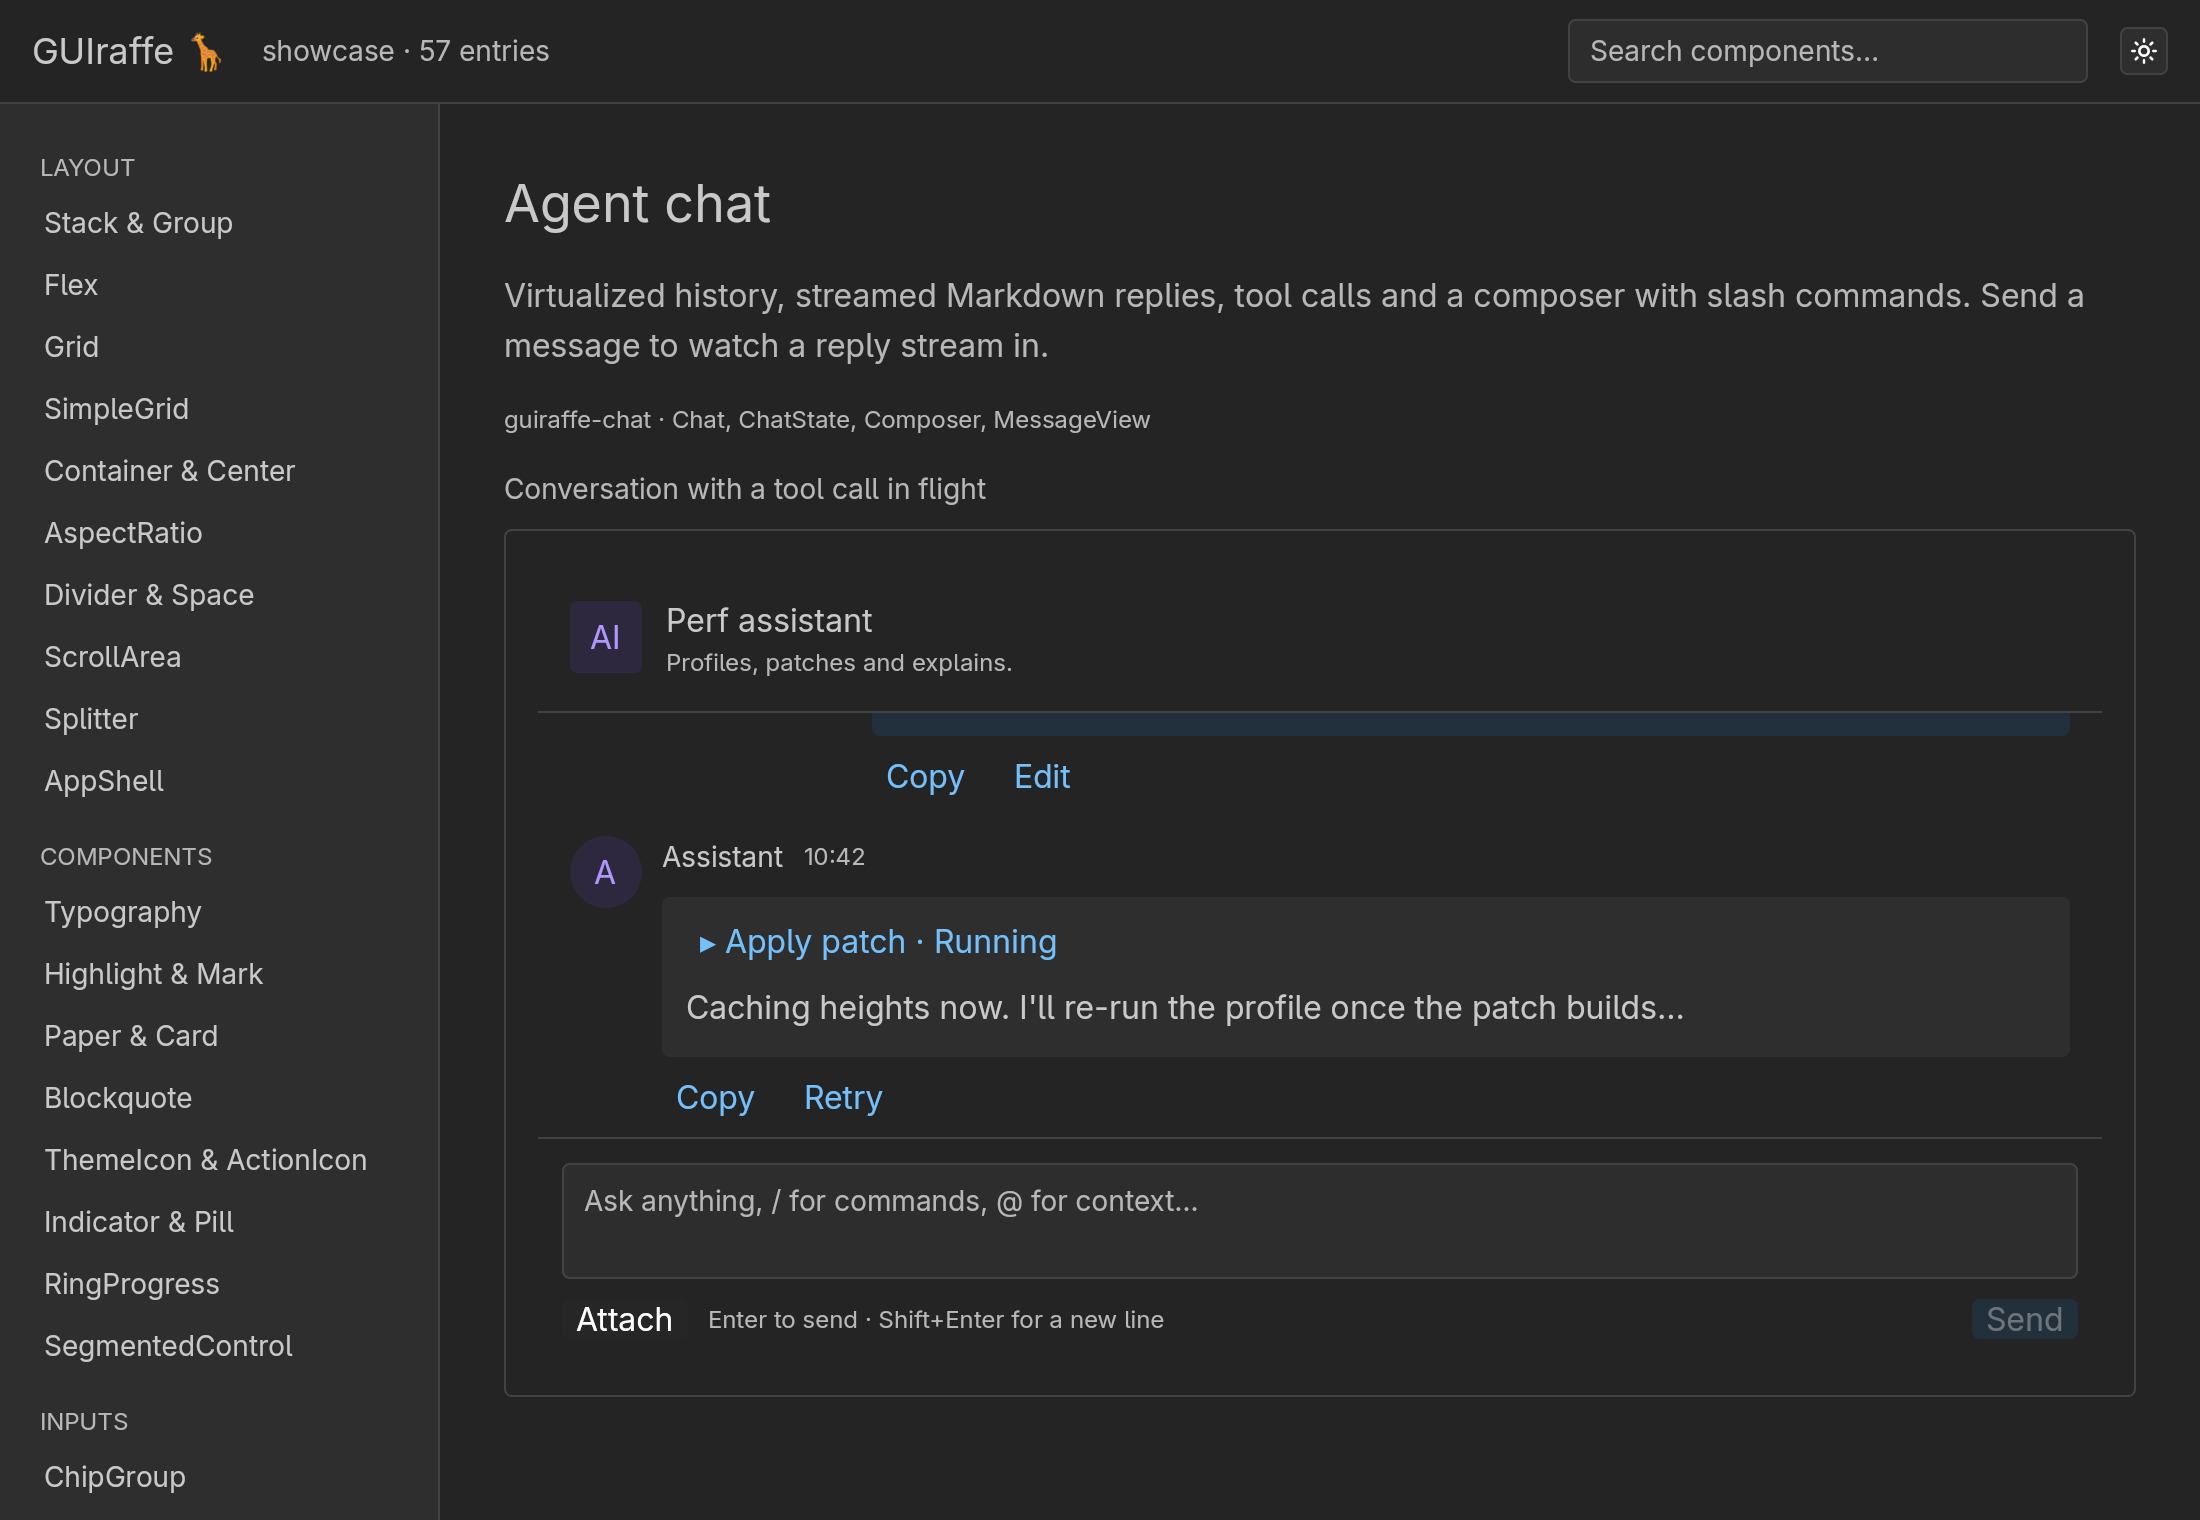 GUIraffe 🦒 showcase · 57 entries
Search components...
LAYOUT
Stack & Group
Flex
Grid
SimpleGrid
Container & Center
AspectRatio
Divider & Space
ScrollArea
Splitter
AppShell
COMPONENTS
Typography
Highlight & Mark
Paper & Card
Blockquote
ThemeIcon & ActionIcon
Indicator & Pill
RingProgress
SegmentedControl
INPUTS
ChipGroup
Agent chat
Virtualized history, streamed Markdown replies, tool calls and a composer with slash commands. Send a
message to watch a reply stream in.
guiraffe-chat · Chat, ChatState, Composer, MessageView
Conversation with a tool call in flight
AI
Perf assistant
Profiles, patches and explains.
Copy Edit
A
Assistant 10:42
▸ Apply patch · Running
Caching heights now. I'll re-run the profile once the patch builds...
Copy Retry
Ask anything, / for commands, @ for context...
Attach Enter to send · Shift+Enter for a new line Send